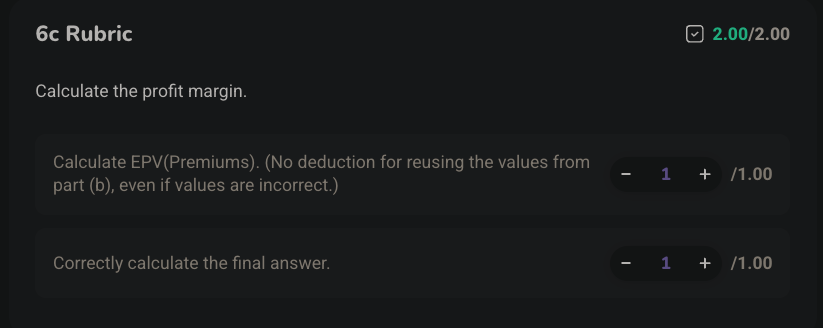 6c Rubric
2.00/2.00
Calculate the profit margin.
Calculate EPV(Premiums). (No deduction for reusing the values from
part (b), even if values are incorrect.)
− 1 + /1.00
Correctly calculate the final answer.
− 1 + /1.00